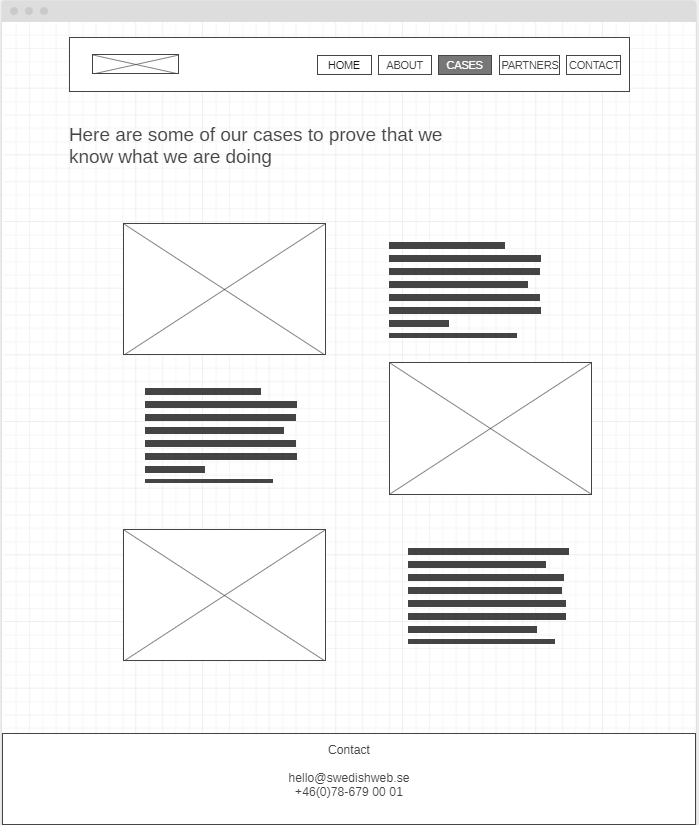 HOME ABOUT CASES PARTNERS CONTACT
Here are some of our cases to prove that we
know what we are doing
Contact
hello@swedishweb.se
+46(0)78-679 00 01